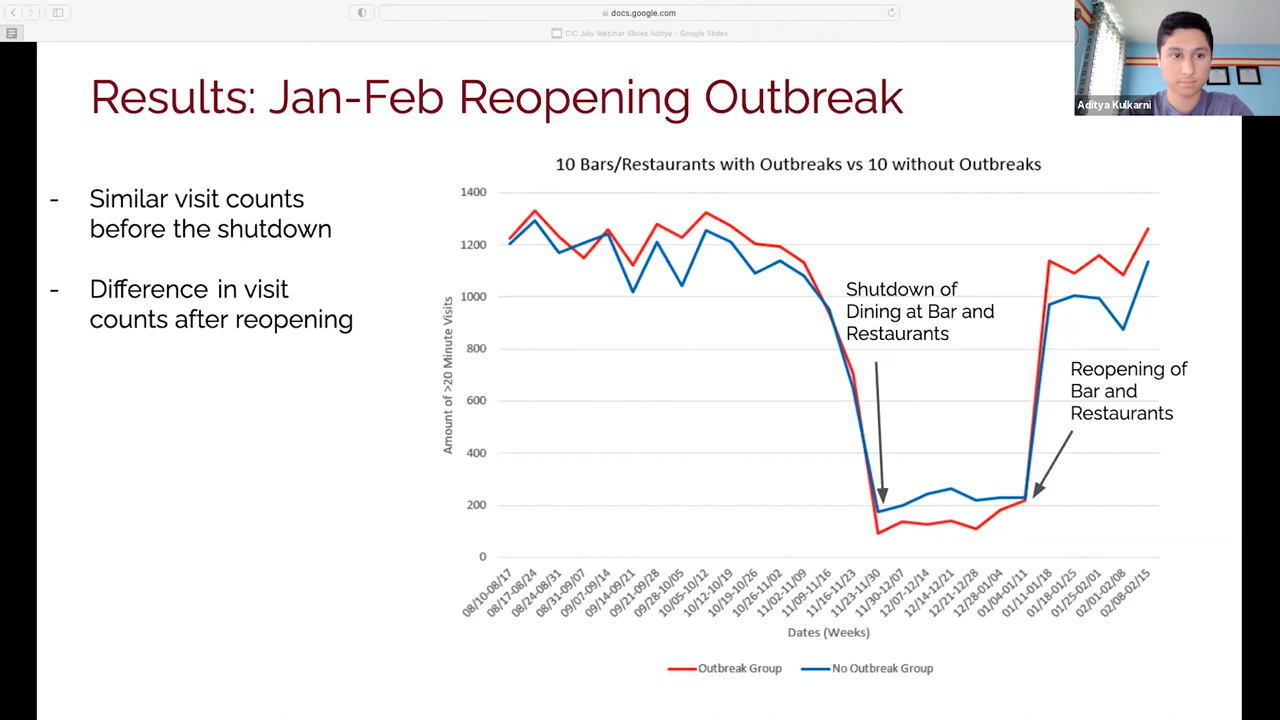 docs.google.com
CIC July Webinar Slides Aditya - Google Slides
Aditya Kulkarni
Results: Jan-Feb Reopening Outbreak
- Similar visit counts
before the shutdown
- Difference in visit
counts after reopening
10 Bars/Restaurants with Outbreaks vs 10 without Outbreaks
1400
1200
1000
800
600
400
200
0
Amount of >20 Minute Visits
Shutdown of
Dining at Bar and
Restaurants
Reopening of
Bar and
Restaurants
08/10-08/17
08/17-08/24
08/24-08/31
08/31-09/07
09/07-09/14
09/14-09/21
09/21-09/28
09/28-10/05
10/05-10/12
10/12-10/19
10/19-10/26
10/26-11/02
11/02-11/09
11/09-11/16
11/16-11/23
11/23-11/30
11/30-12/07
12/07-12/14
12/14-12/21
12/21-12/28
12/28-01/04
01/04-01/11
01/11-01/18
01/18-01/25
01/25-02/01
02/01-02/08
02/08-02/15
Dates (Weeks)
Outbreak Group
No Outbreak Group